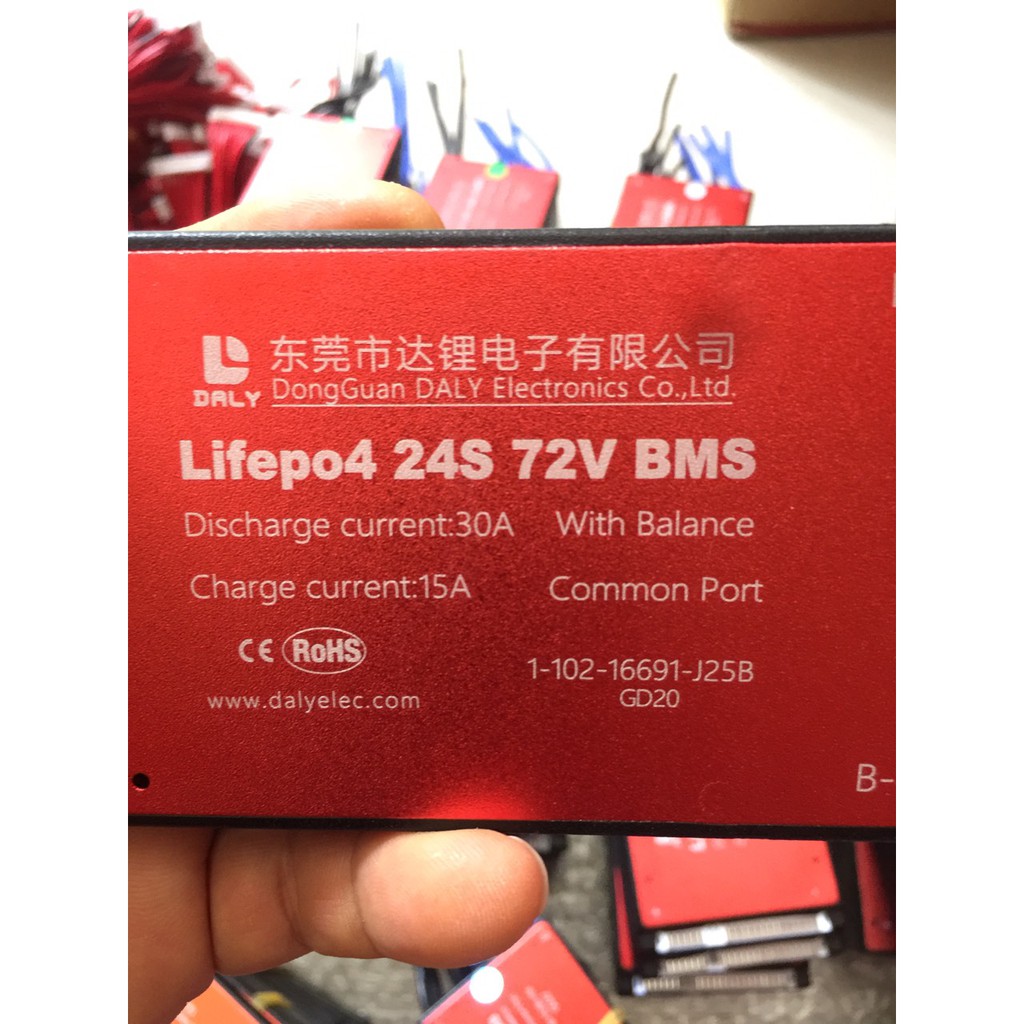 东莞市达锂电子有限公司
DALY DongGuan DALY Electronics Co.,Ltd.
Lifepo4 24S 72V BMS
Discharge current:30A With Balance
Charge current:15A Common Port
CE RoHS
1-102-16691-J25B
www.dalyelec.com
GD20
B-